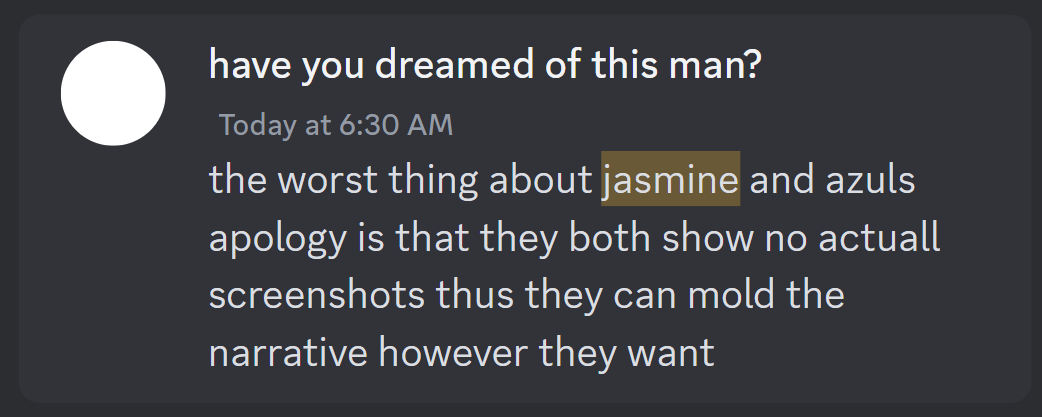 have you dreamed of this man?
Today at 6:30 AM
the worst thing about jasmine and azuls
apology is that they both show no actuall
screenshots thus they can mold the
narrative however they want